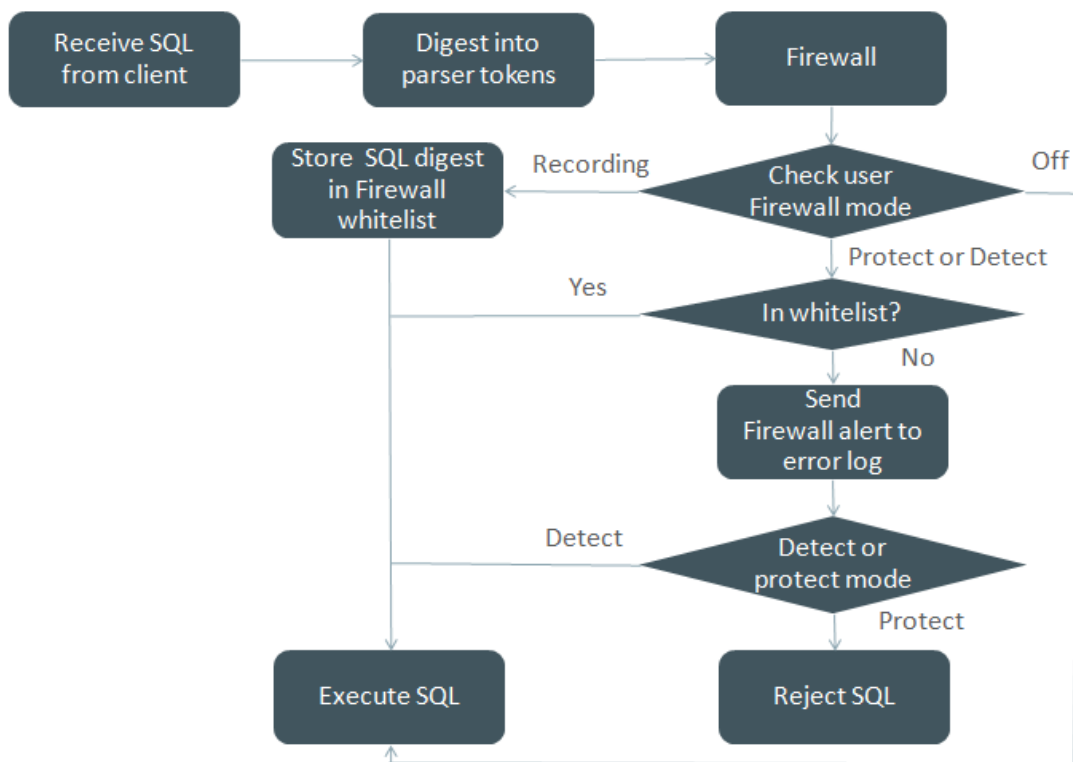 Receive SQL
from client
Digest into
parser tokens
Firewall
Store  SQL digest
in Firewall
whitelist
Recording
Check user
Firewall mode
Off
Protect or Detect
Yes
In whitelist?
No
Send
Firewall alert to
error log
Detect
Detect or
protect mode
Protect
Execute SQL
Reject SQL